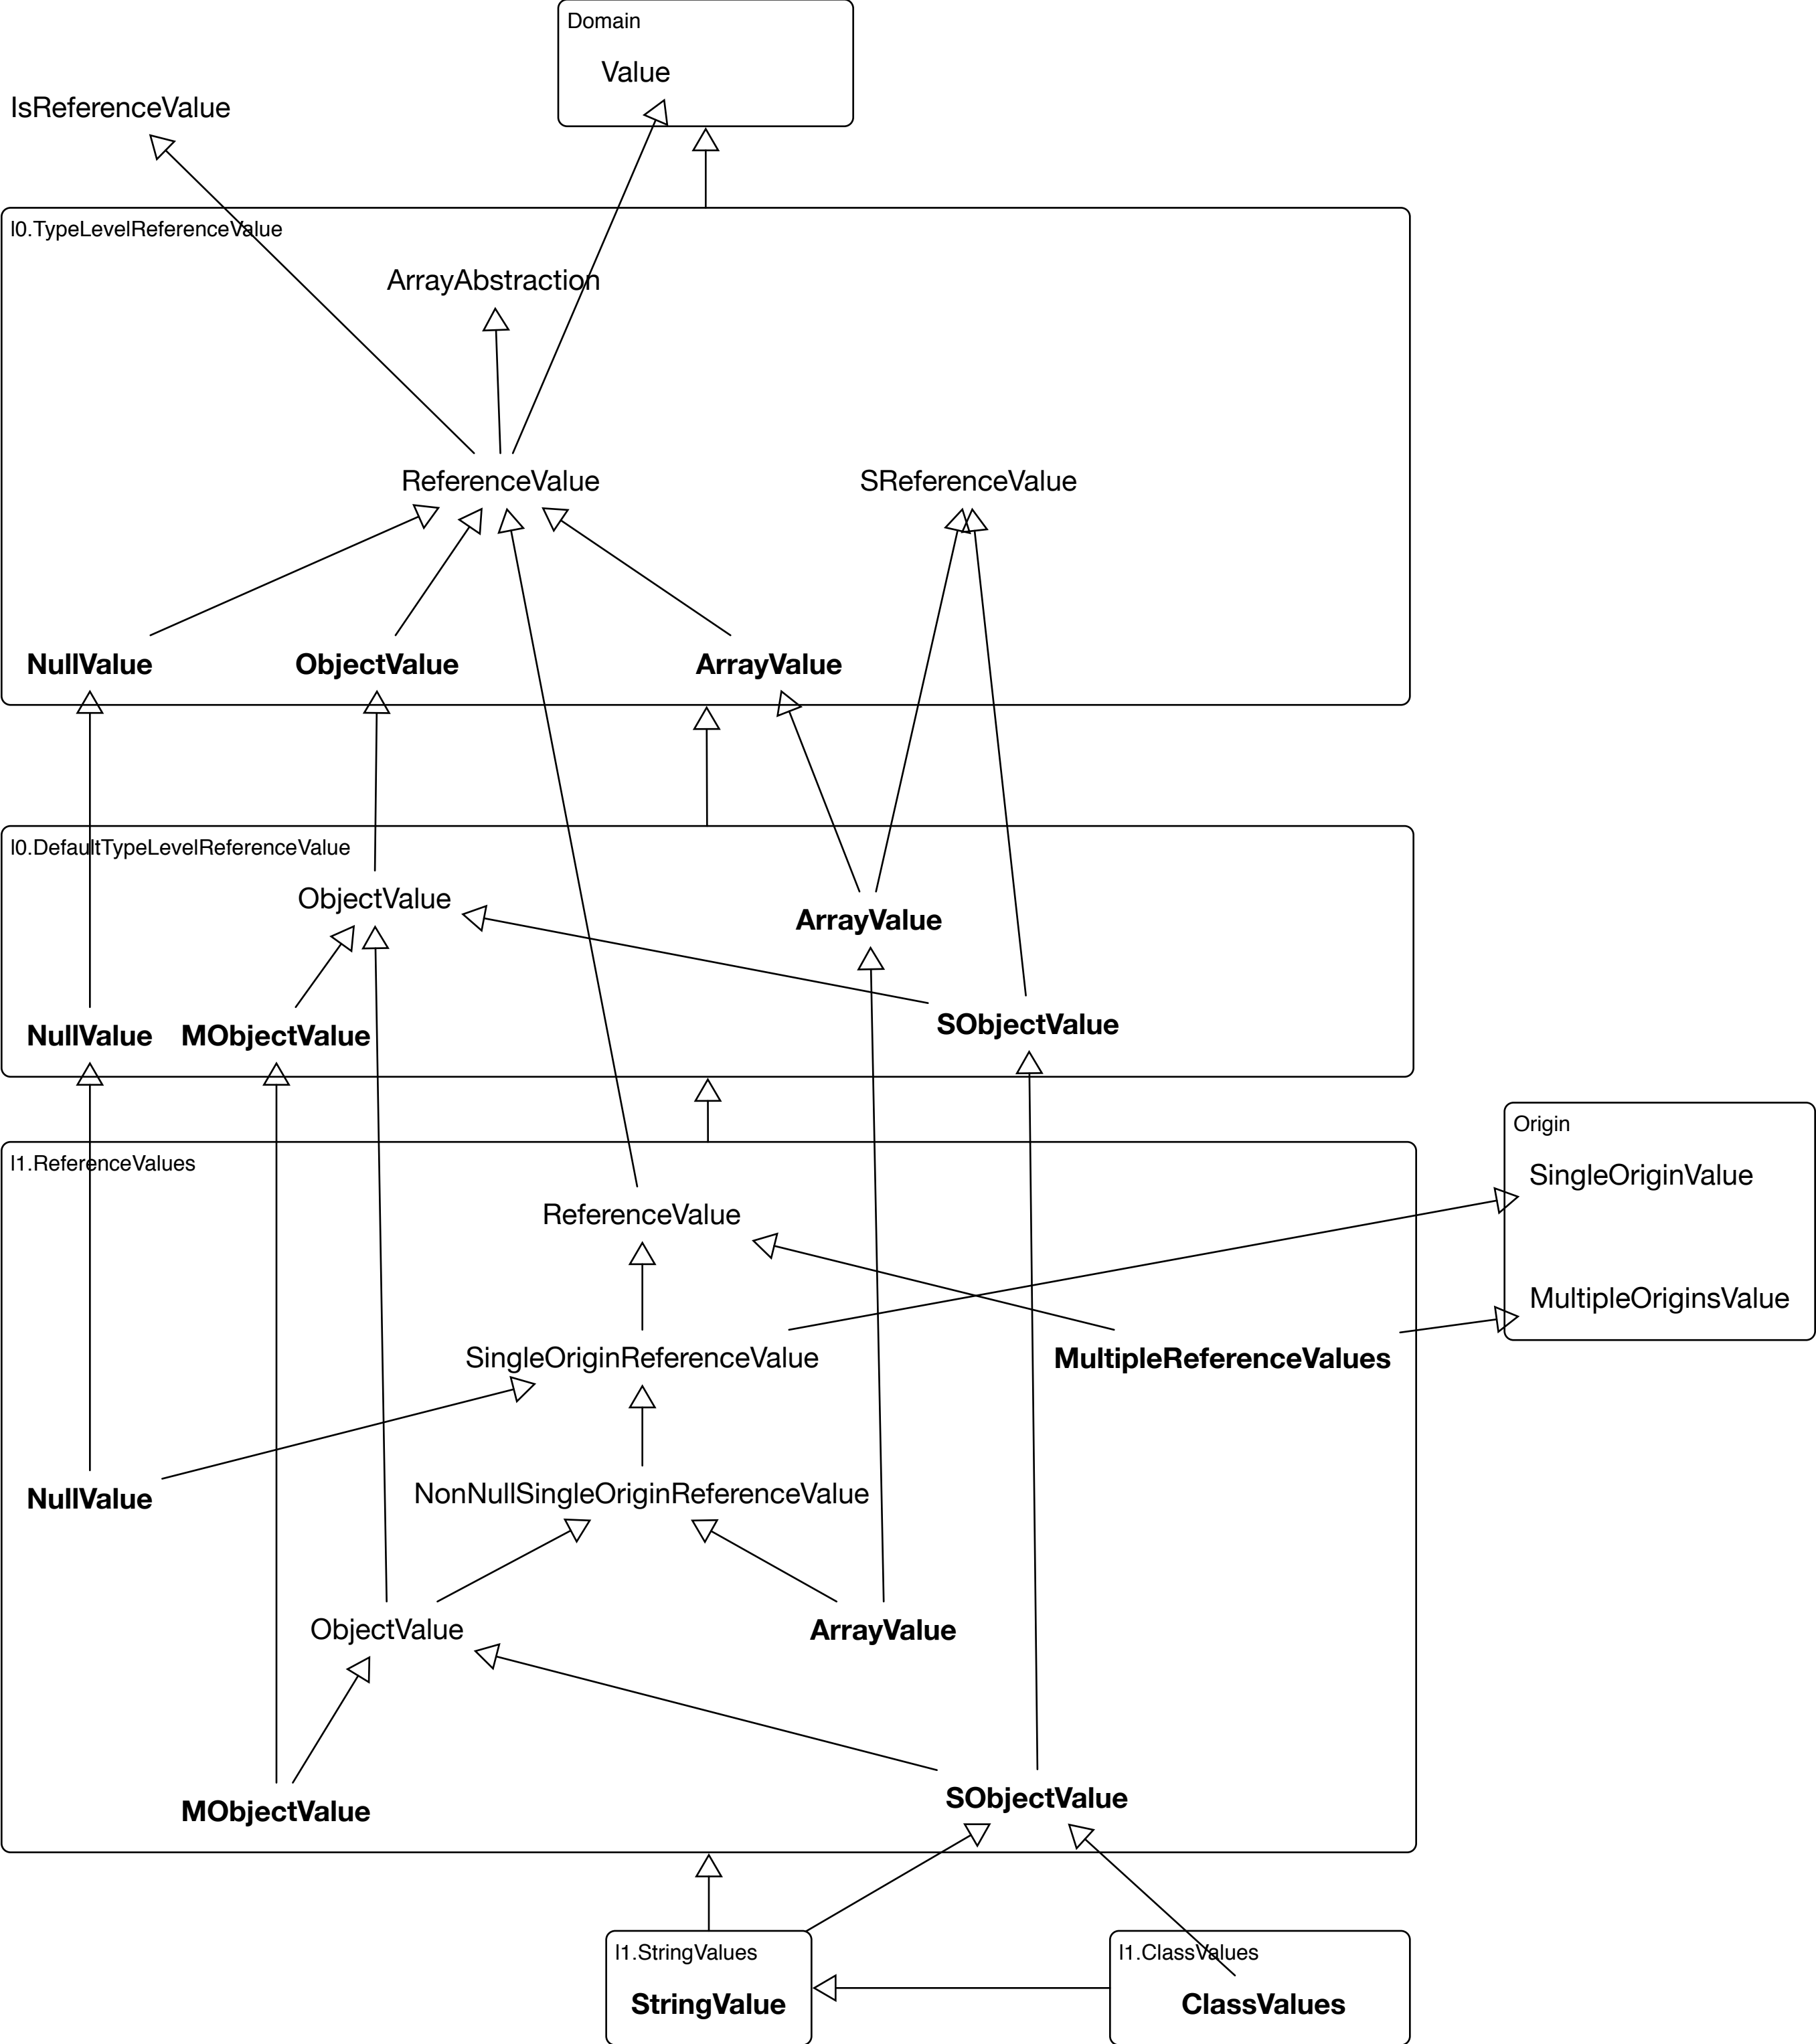 Domain
Value
IsReferenceValue
l0.TypeLevelReferenceValue
ArrayAbstraction
ReferenceValue
SReferenceValue
NullValue
ObjectValue
ArrayValue
l0.DefaultTypeLevelReferenceValue
ObjectValue
ArrayValue
NullValue
MObjectValue
SObjectValue
Origin
SingleOriginValue
MultipleOriginsValue
l1.ReferenceValues
ReferenceValue
SingleOriginReferenceValue
MultipleReferenceValues
NullValue
NonNullSingleOriginReferenceValue
ObjectValue
ArrayValue
MObjectValue
SObjectValue
l1.StringValues
StringValue
l1.ClassValues
ClassValues